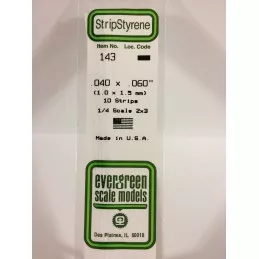 StripStyrene
Item No. Loc. Code
143
.040 x .060"
(1.0 x 1.5 mm)
10 Strips
1/4 Scale 2x3
Made in U.S.A.
evergreen
scale models
Des Plaines, IL 60018